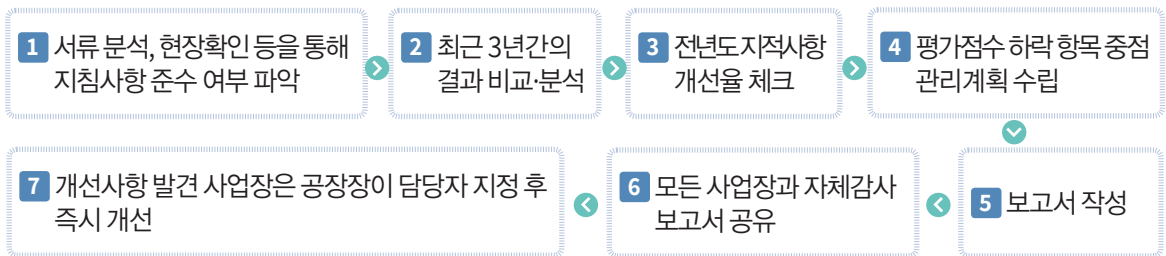 1 서류 분석, 현장확인 등을 통해
지침사항 준수 여부 파악
2 최근 3년간의
결과 비교·분석
3 전년도 지적사항
개선율 체크
4 평가점수 하락 항목 중점
관리계획 수립
5 보고서 작성
6 모든 사업장과 자체감사
보고서 공유
7 개선사항 발견 사업장은 공장장이 담당자 지정 후
즉시 개선